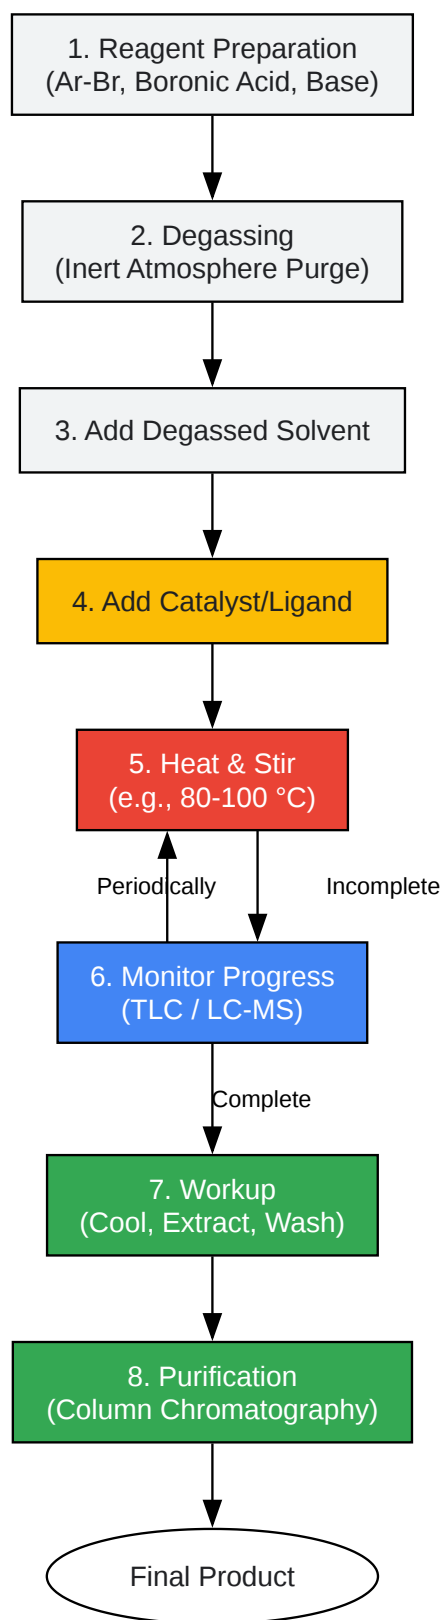 1. Reagent Preparation
(Ar-Br, Boronic Acid, Base)
2. Degassing
(Inert Atmosphere Purge)
3. Add Degassed Solvent
4. Add Catalyst/Ligand
5. Heat & Stir
(e.g., 80-100 °C)
Periodically
Incomplete
6. Monitor Progress
(TLC / LC-MS)
Complete
7. Workup
(Cool, Extract, Wash)
8. Purification
(Column Chromatography)
Final Product